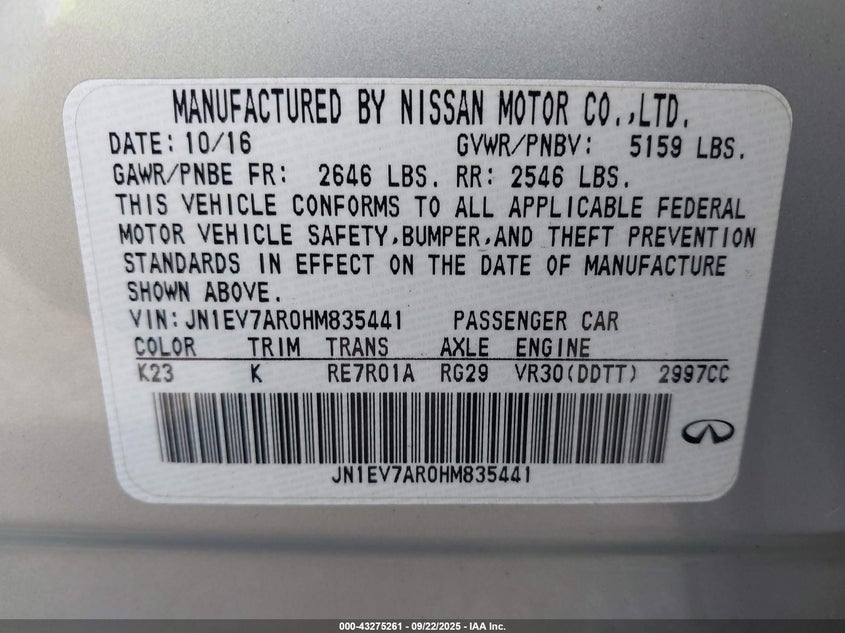 MANUFACTURED BY NISSAN MOTOR CO.,LTD.
DATE: 10/16 GVWR/PNBV: 5159 LBS.
GAWR/PNBE FR: 2646 LBS. RR: 2546 LBS.
THIS VEHICLE CONFORMS TO ALL APPLICABLE FEDERAL
MOTOR VEHICLE SAFETY,BUMPER,AND THEFT PREVENTION
STANDARDS IN EFFECT ON THE DATE OF MANUFACTURE
SHOWN ABOVE.
VIN:JN1EV7AR0HM835441 PASSENGER CAR
COLOR TRIM TRANS AXLE ENGINE
K23 K RE7R01A RG29 VR30(DDTT) 2997CC
JN1EV7AR0HM835441
000-43275261 - 09/22/2025 - IAA Inc.